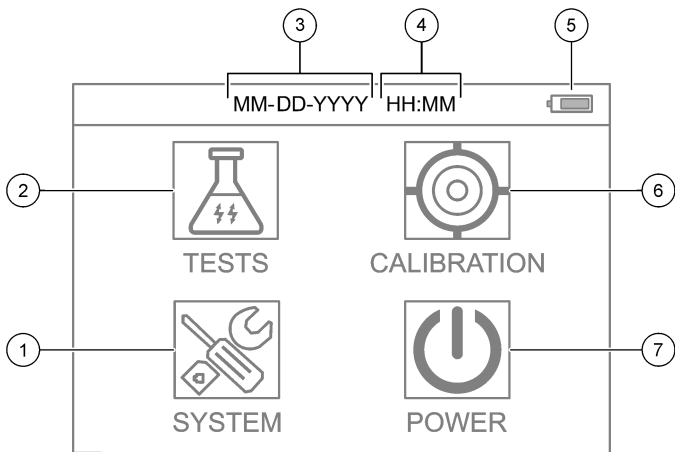 3 4 5
MM-DD-YYYY HH:MM
2 6
TESTS CALIBRATION
1 7
SYSTEM POWER